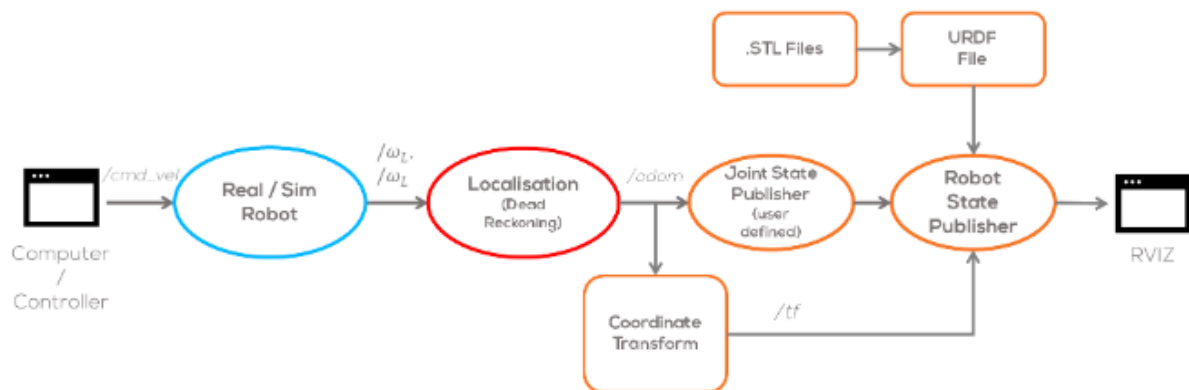 .STL Files
URDF
File
/cmd_vel
Real / Sim
Robot
/ω_L,
/ω_L
Localisation
(Dead
Reckoning)
/odom
Joint State
Publisher
(user
defined)
Robot
State
Publisher
Computer
/
Controller
RVIZ
Coordinate
Transform
/tf